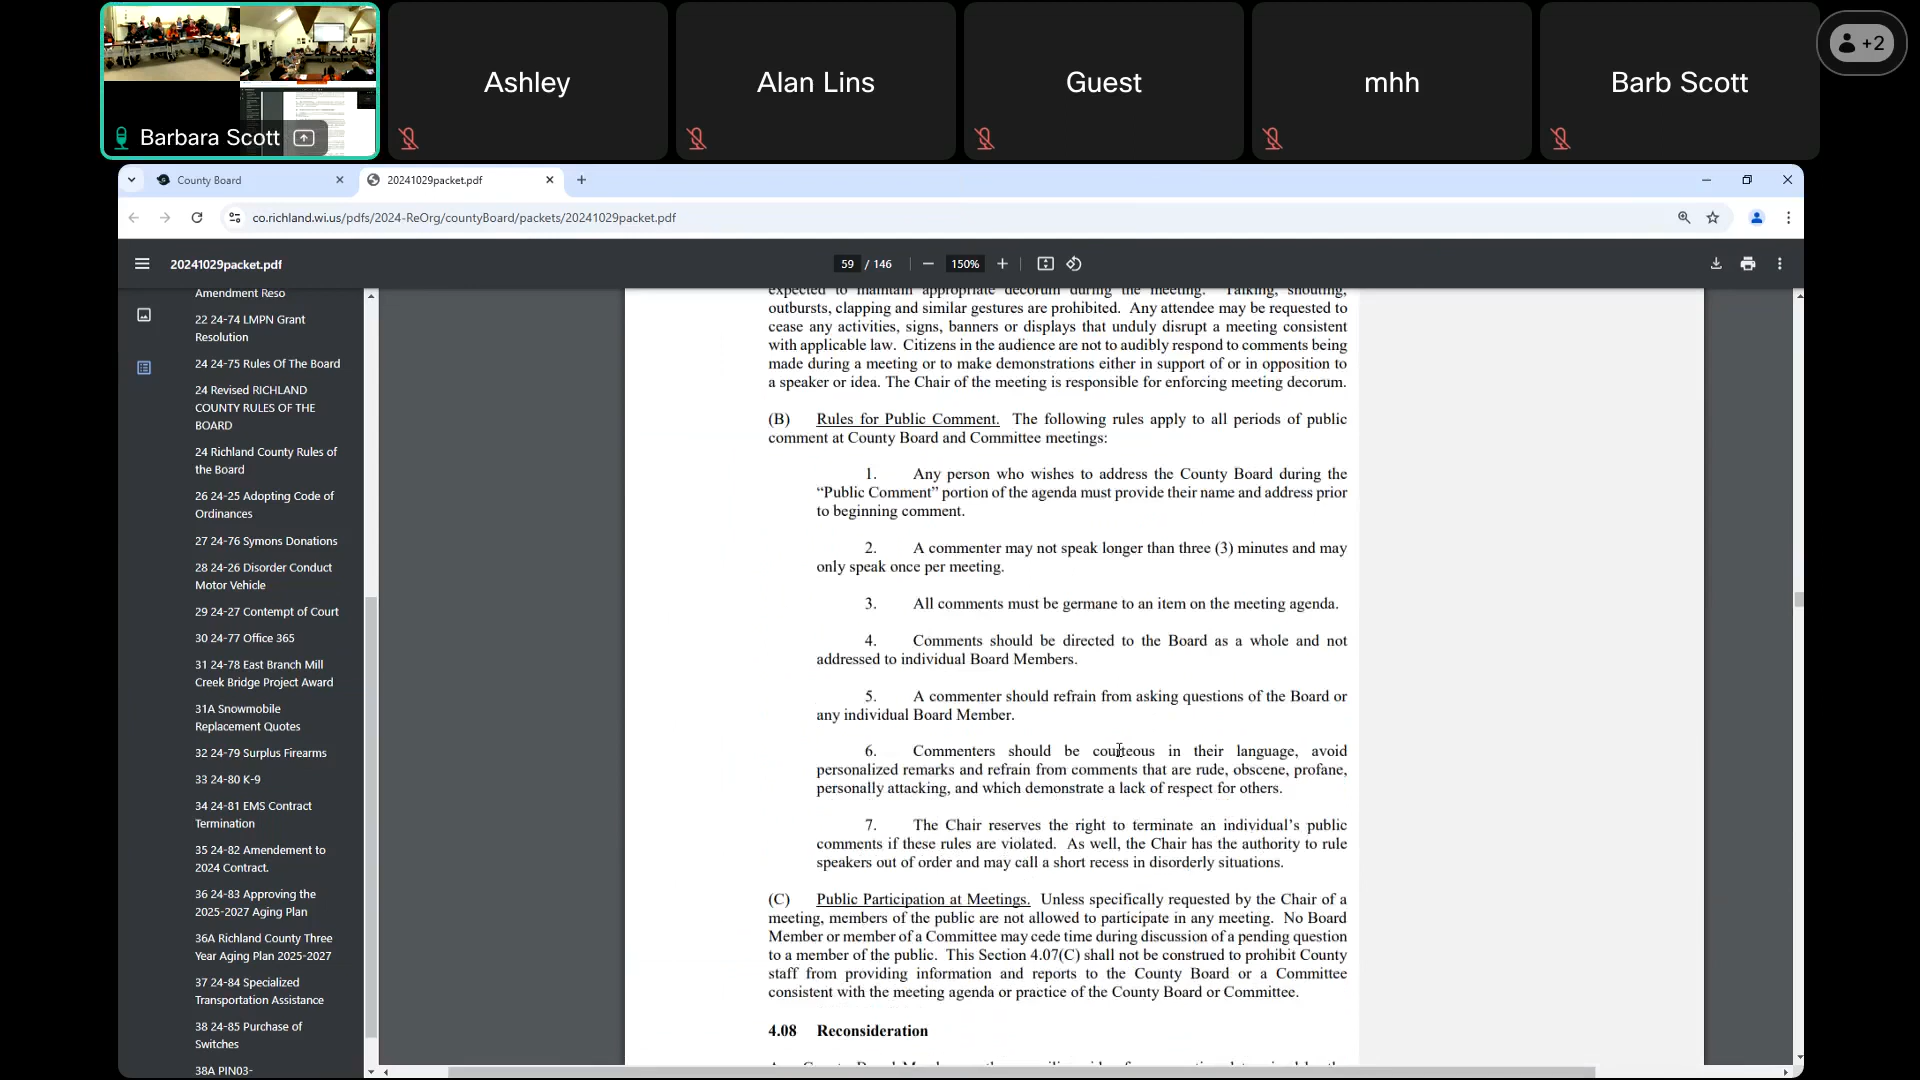 Barbara Scott
Ashley
Alan Lins
Guest
mhh
Barb Scott
+2
County Board
20241029packet.pdf
co.richland.wi.us/pdfs/2024-ReOrg/countyBoard/packets/20241029packet.pdf
20241029packet.pdf
59 / 146
150%
Amendment Reso
22 24-74 LMPN Grant
Resolution
24 24-75 Rules Of The Board
24 Revised RICHLAND
COUNTY RULES OF THE
BOARD
24 Richland County Rules of
the Board
26 24-25 Adopting Code of
Ordinances
27 24-76 Symons Donations
28 24-26 Disorder Conduct
Motor Vehicle
29 24-27 Contempt of Court
30 24-77 Office 365
31 24-78 East Branch Mill
Creek Bridge Project Award
31A Snowmobile
Replacement Quotes
32 24-79 Surplus Firearms
33 24-80 K-9
34 24-81 EMS Contract
Termination
35 24-82 Amendement to
2024 Contract.
36 24-83 Approving the
2025-2027 Aging Plan
36A Richland County Three
Year Aging Plan 2025-2027
37 24-84 Specialized
Transportation Assistance
38 24-85 Purchase of
Switches
38A PIN03-
expected to maintain appropriate decorum during the meeting. Talking, shouting,
outbursts, clapping and similar gestures are prohibited. Any attendee may be requested to
cease any activities, signs, banners or displays that unduly disrupt a meeting consistent
with applicable law. Citizens in the audience are not to audibly respond to comments being
made during a meeting or to make demonstrations either in support of or in opposition to
a speaker or idea. The Chair of the meeting is responsible for enforcing meeting decorum.
(B) Rules for Public Comment. The following rules apply to all periods of public
comment at County Board and Committee meetings:
1. Any person who wishes to address the County Board during the
“Public Comment” portion of the agenda must provide their name and address prior
to beginning comment.
2. A commenter may not speak longer than three (3) minutes and may
only speak once per meeting.
3. All comments must be germane to an item on the meeting agenda.
4. Comments should be directed to the Board as a whole and not
addressed to individual Board Members.
5. A commenter should refrain from asking questions of the Board or
any individual Board Member.
6. Commenters should be courteous in their language, avoid
personalized remarks and refrain from comments that are rude, obscene, profane,
personally attacking, and which demonstrate a lack of respect for others.
7. The Chair reserves the right to terminate an individual’s public
comments if these rules are violated. As well, the Chair has the authority to rule
speakers out of order and may call a short recess in disorderly situations.
(C) Public Participation at Meetings. Unless specifically requested by the Chair of a
meeting, members of the public are not allowed to participate in any meeting. No Board
Member or member of a Committee may cede time during discussion of a pending question
to a member of the public. This Section 4.07(C) shall not be construed to prohibit County
staff from providing information and reports to the County Board or a Committee
consistent with the meeting agenda or practice of the County Board or Committee.
4.08 Reconsideration